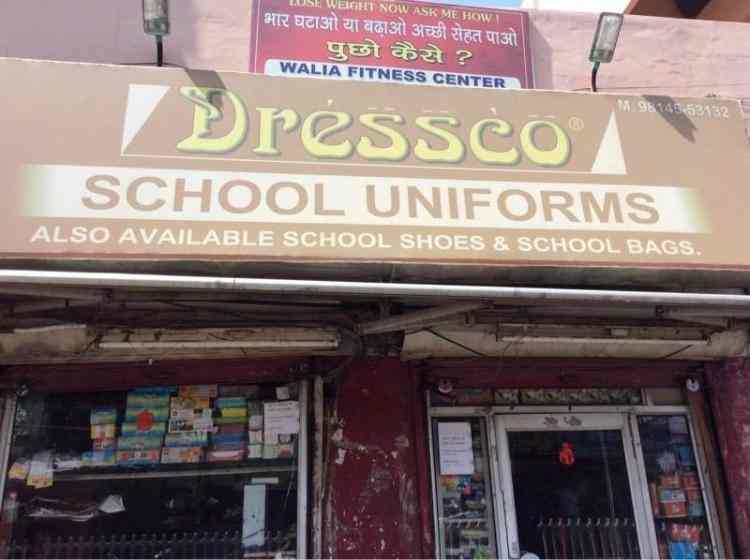 LOSE WEIGHT NOW ASK ME HOW !
भार घटाओ या बढ़ाओ अच्छी सेहत पाओ
पुछो कैसे ?
WALIA FITNESS CENTER
M. 98146-53132
Dressco®
SCHOOL UNIFORMS
ALSO AVAILABLE SCHOOL SHOES & SCHOOL BAGS.